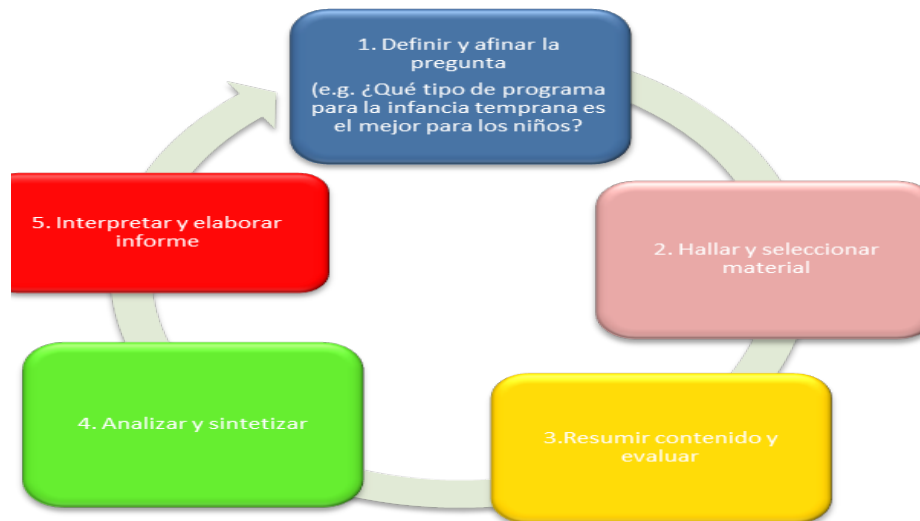 1. Definir y afinar la
pregunta
(e.g. ¿Qué tipo de programa
para la infancia temprana es
el mejor para los niños?
2. Hallar y seleccionar
material
3.Resumir contenido y
evaluar
4. Analizar y sintetizar
5. Interpretar y elaborar
informe